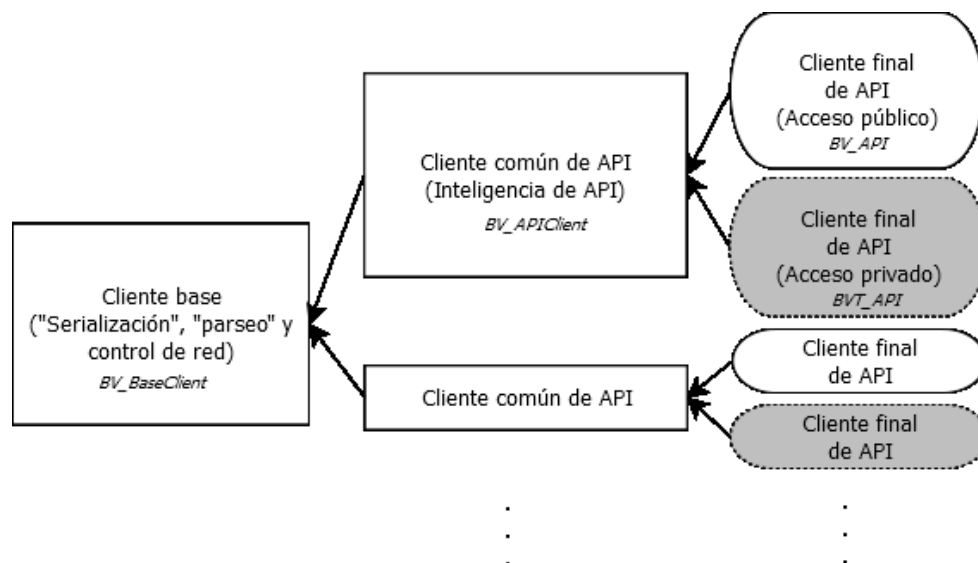 Cliente final
de API
(Acceso público)
BV_API
Cliente común de API
(Inteligencia de API)
BV_APIClient
Cliente final
de API
(Acceso privado)
BVT_API
Cliente base
("Serialización", "parseo" y
control de red)
BV_BaseClient
Cliente final
de API
Cliente común de API
Cliente final
de API